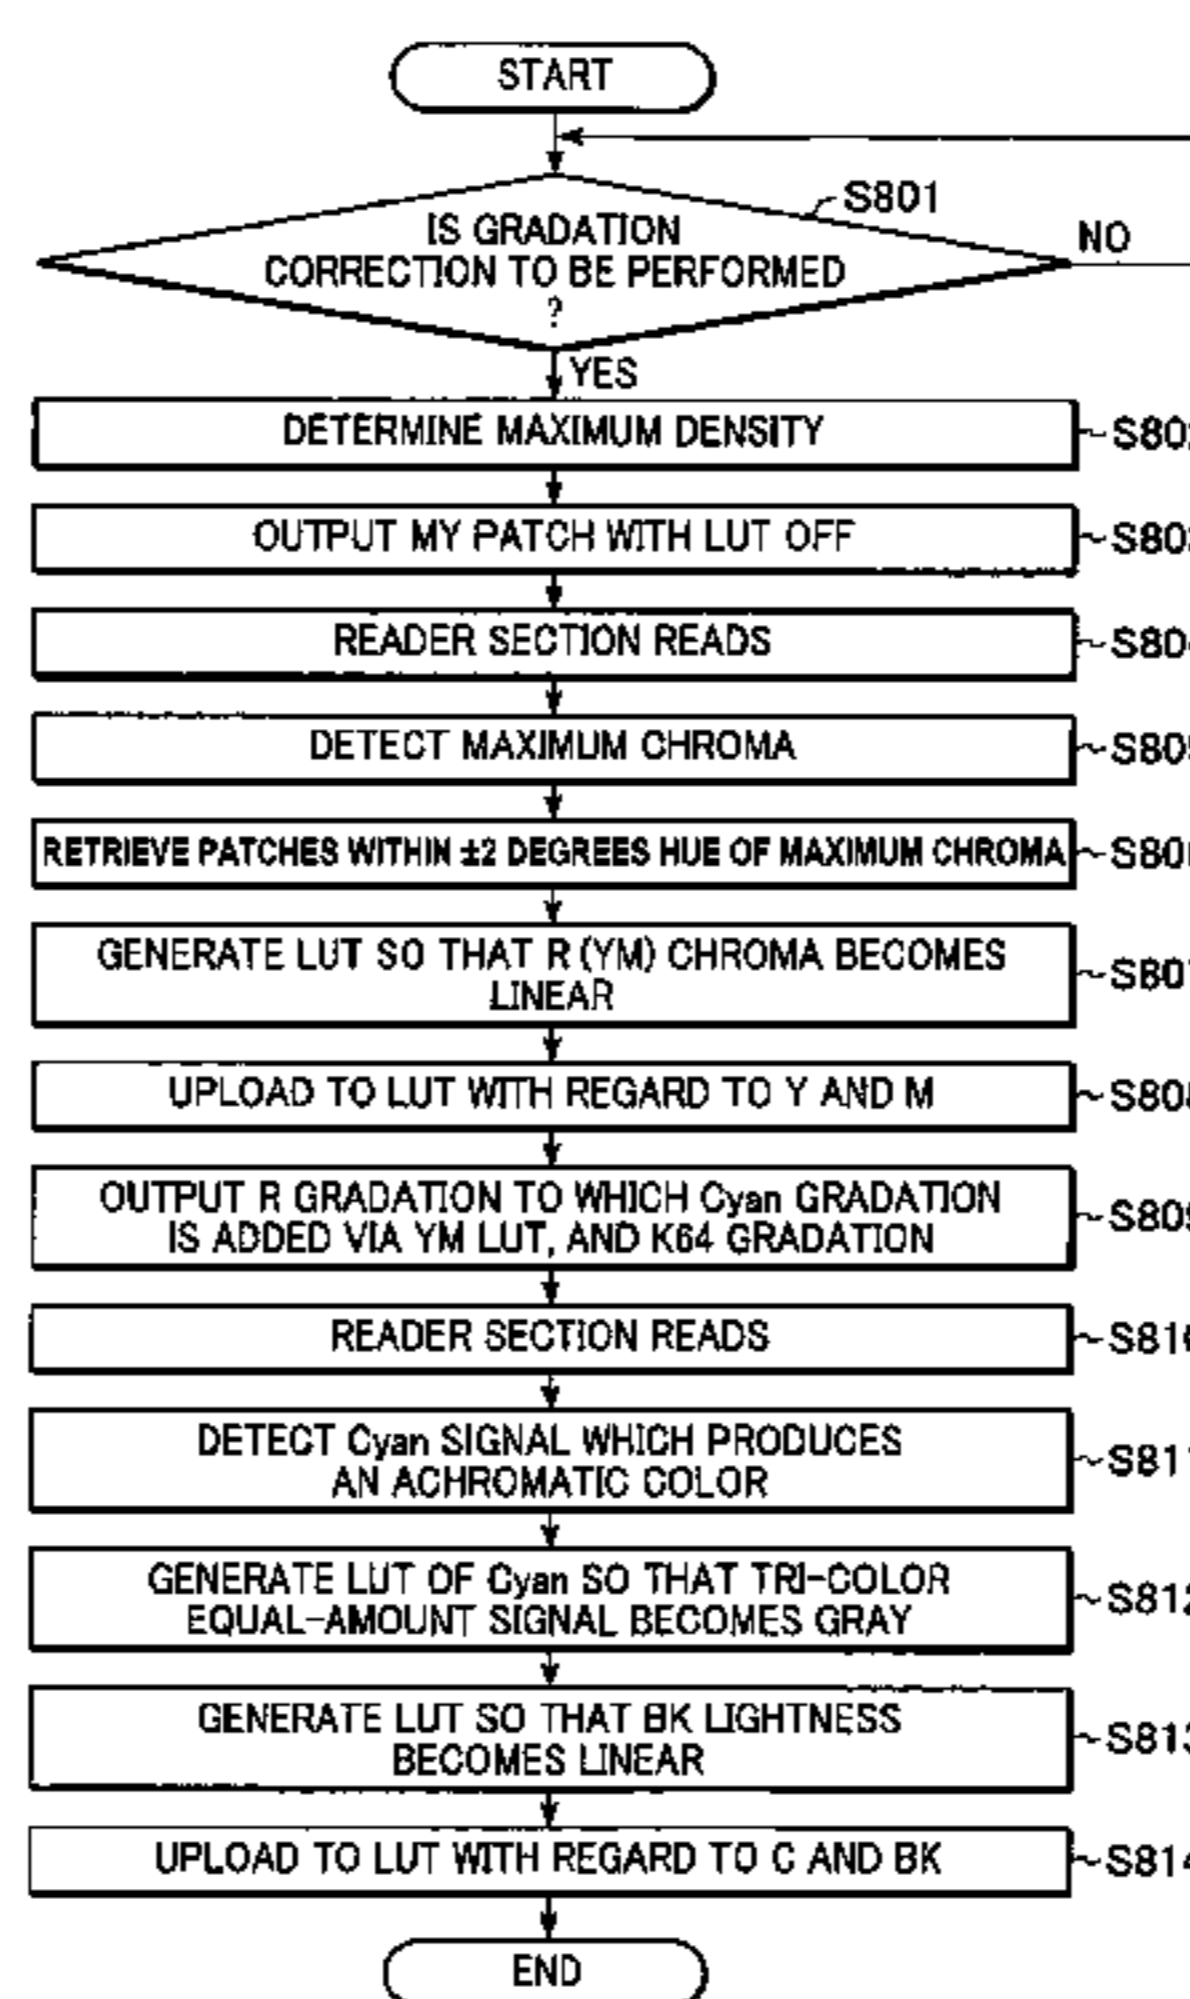 START
S801
IS GRADATION
CORRECTION TO BE PERFORMED
?
NO
YES
DETERMINE MAXIMUM DENSITY
OUTPUT MY PATCH WITH LUT OFF
READER SECTION READS
DETECT MAXIMUM CHROMA
RETRIEVE PATCHES WITHIN ±2 DEGREES HUE OF MAXIMUM CHROMA
GENERATE LUT SO THAT R (YM) CHROMA BECOMES
LINEAR
UPLOAD TO LUT WITH REGARD TO Y AND M
OUTPUT R GRADATION TO WHICH Cyan GRADATION
IS ADDED VIA YM LUT, AND K64 GRADATION
READER SECTION READS
DETECT Cyan SIGNAL WHICH PRODUCES
AN ACHROMATIC COLOR
GENERATE LUT OF Cyan SO THAT TRI-COLOR
EQUAL-AMOUNT SIGNAL BECOMES GRAY
GENERATE LUT SO THAT BK LIGHTNESS
BECOMES LINEAR
UPLOAD TO LUT WITH REGARD TO C AND BK
END